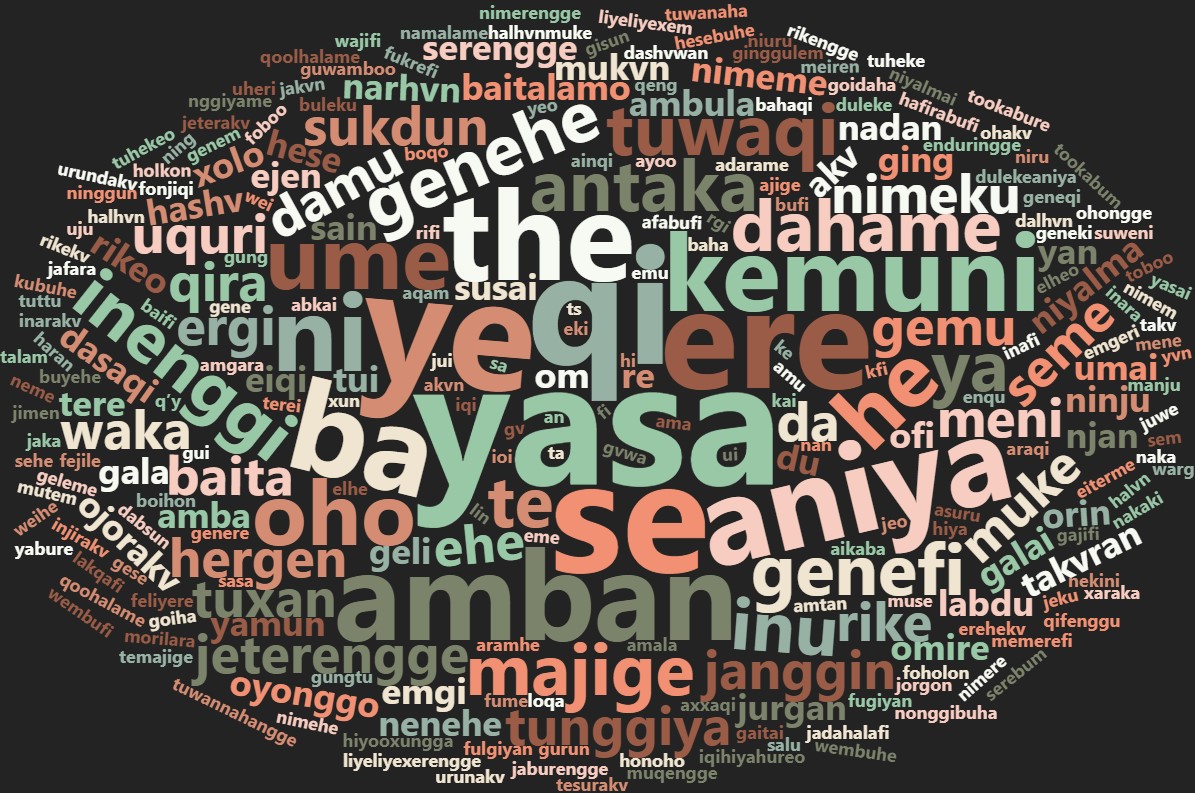 nimerengge
liyeliyexem
tuwanaha
wajifi
namalame
halhvnmuke
hesebuhe
rikengge
qoolhalame
guwamboo
fukrefi
serengge
gisun
dashvwan
niuru
ginggulem
meiren
tuheke
uheri
jakvn
narhvn
baitalamo
mukvn
qeng
nimeme
goidaha
niyalmai
nggiyame
buleku
yeo
ambula
bahaqi
duleke
hafirabufi
tookabure
jeterakv
foboo
sukdun
genehe
tuwaqi
nadan
ohakv
tuhekeo
ning
genem
hese
boqo
enduringge
urundakv
holkon
xolo
ejen
damu
ainqi
ayoo
adarame
akv
ging
niru
tookabum
ninggun
fonjiqi
wei
antaka
ajige
bufi
nimeku
dulekeaniya
geneqi
halhvn
hashv
sain
rifi
the
afabufi
rgi
dahame
dalhvn
ohongge
uju
uquri
geneki
suweni
rikekv
rikeo
gung
ume
baha
kemuni
yan
jafara
qira
emu
elheo
niyalma
toboo
kubuhe
gene
abkai
aqam
susai
qi
yasai
tuttu
inenggi
baifi
ergi
ni
ye
ts
inara
nimem
inarakv
eki
ere
gemu
inafi
emgeri
takv
haran
dasaqi
amgara
jui
sa
hi
ke
ya
seme
mene
talam
eiqi
tui
om
re
amu
kfi
he
umai
yvn
neme
buyehe
akvn
enqu
manju
jimen
tere
q'y
terei
xun
iqi
yasa
an
fi
ama
kai
da
meni
ninju
juwe
jaka
waka
ba
gv
ofi
njan
sem
gui
ioi
ta
gvwa
ui
nan
araqi
naka
sehe
fejile
gala
baita
du
aniya
eiterme
warg
geleme
elhe
te
muke
halvn
mutem
boihon
oho
se
asuru
orin
nakaki
weihe
ojorakv
dabsun
amba
lin
jeo
hiya
gajifi
injirakv
genere
geli
ehe
eme
aikaba
galai
takvran
yabure
lakqafi
gese
hergen
genefi
nekini
sasa
amban
qoohalame
feliyere
tuxan
amtan
muse
labdu
jeku
xaraka
wembufi
goiha
yamun
inu
rike
qifenggu
morilara
erehekv
temajige
jeterengge
aramhe
amala
omire
memerefi
gungtu
majige
janggin
foholon
tuwannahangge
oyonggo
emgi
fume
loqa
jorgon
nimere
serebum
axxaqi
jurgan
fugiyan
nimehe
nenehe
tunggiya
nonggibuha
hiyooxungga
gaitai
jadahalafi
fulgiyan gurun
salu
wembuhe
liyeliyexerengge
honoho
iqihiyahureo
urunakv
jaburengge
muqengge
tesurakv